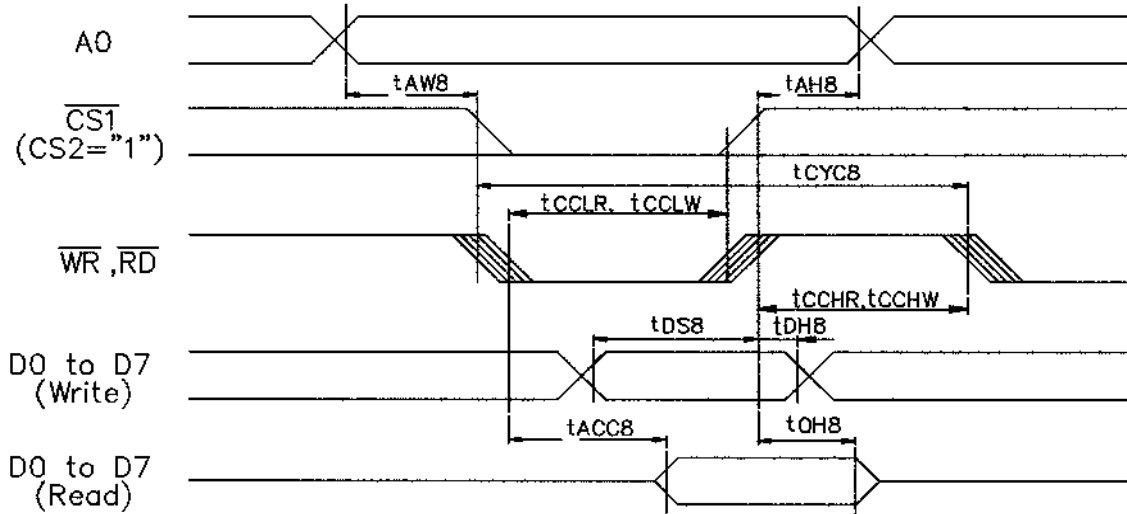 A0
tAW8
tAH8
CS1
(CS2="1")
tCYC8
tCCLR, tCCLW
WR ,RD
tCCHR,tCCHW
tDS8
tDH8
D0 to D7
(Write)
tACC8
tOH8
D0 to D7
(Read)